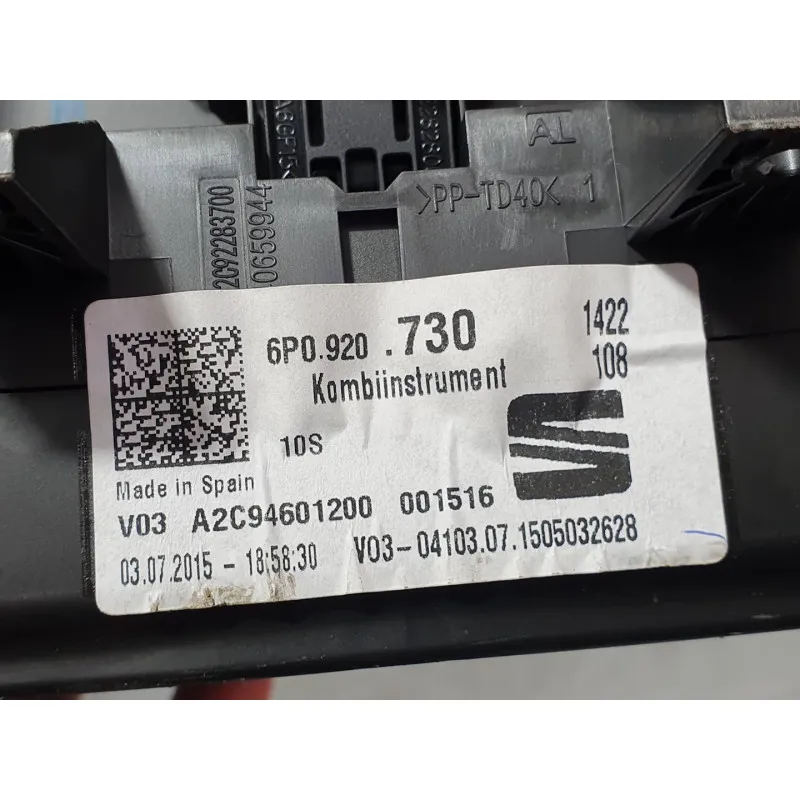 AL
>PP-TD40< 1
2C92283700
0659944
6P0.920 .730
1422
Kombiinstrument
108
10S
Made in Spain
V03 A2C94601200 001516
03.07.2015 - 18:58:30 V03-04103.07.1505032628